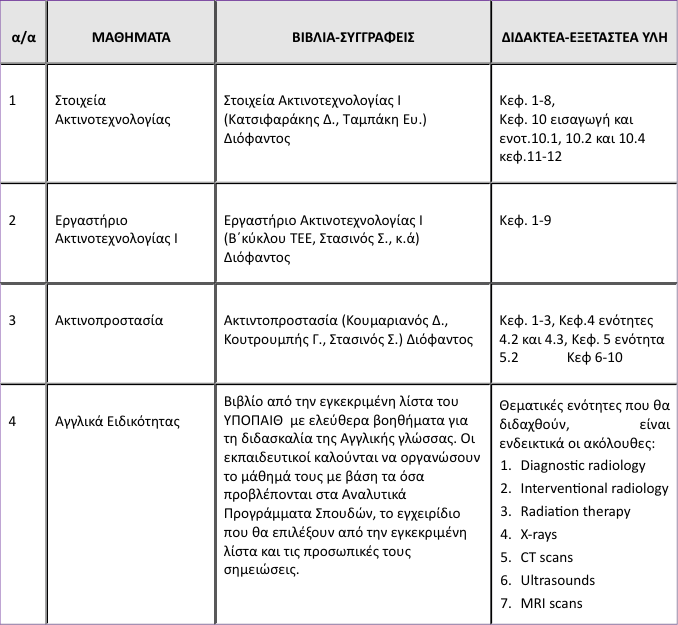 α/α ΜΑΘΗΜΑΤΑ ΒΙΒΛΙΑ-ΣΥΓΓΡΑΦΕΙΣ ΔΙΔΑΚΤΕΑ-ΕΞΕΤΑΣΤΕΑ ΥΛΗ
1
Στοιχεία
Ακτινοτεχνολογίας
Στοιχεία Ακτινοτεχνολογίας Ι
(Κατσιφαράκης Δ., Ταμπάκη Ευ.)
Διόφαντος
Κεφ. 1-8,
Κεφ. 10 εισαγωγή και
ενοτ.10.1, 10.2 και 10.4
κεφ.11-12
2
Εργαστήριο
Ακτινοτεχνολογίας Ι
Εργαστήριο Ακτινοτεχνολογίας Ι
(Β΄κύκλου ΤΕΕ, Στασινός Σ., κ.ά)
Διόφαντος
Κεφ. 1-9
3
Ακτινοπροστασία
Ακτιντοπροστασία (Κουμαριανός Δ.,
Κουτρουμπής Γ., Στασινός Σ.) Διόφαντος
Κεφ. 1-3, Κεφ.4 ενότητες
4.2 και 4.3, Κεφ. 5 ενότητα
5.2 Κεφ 6-10
4
Αγγλικά Ειδικότητας
Βιβλίο από την εγκεκριμένη λίστα του
ΥΠΟΠΑΙΘ με ελεύθερα βοηθήματα για
τη διδασκαλία της Αγγλικής γλώσσας. Οι
εκπαιδευτικοί καλούνται να οργανώσουν
το μάθημά τους με βάση τα όσα
προβλέπονται στα Αναλυτικά
Προγράμματα Σπουδών, το εγχειρίδιο
που θα επιλέξουν από την εγκεκριμένη
λίστα και τις προσωπικές τους
σημειώσεις.
Θεματικές ενότητες που θα
διδαχθούν, είναι
ενδεικτικά οι ακόλουθες:
1. Diagnostic radiology
2. Interventional radiology
3. Radiation therapy
4. X-rays
5. CT scans
6. Ultrasounds
7. MRI scans